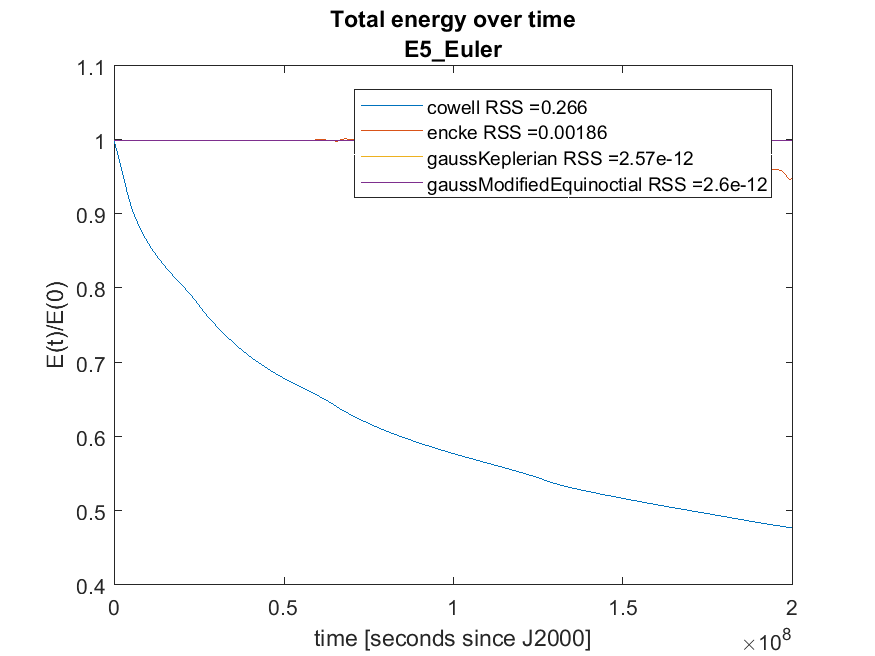 Total energy over time
E5_Euler
cowell RSS =0.266
encke RSS =0.00186
gaussKeplerian RSS =2.57e-12
gaussModifiedEquinoctial RSS =2.6e-12
1.1
1
0.9
0.8
0.7
0.6
0.5
0.4
E(t)/E(0)
0 0.5 1 1.5 2
time [seconds since J2000]
×10⁸